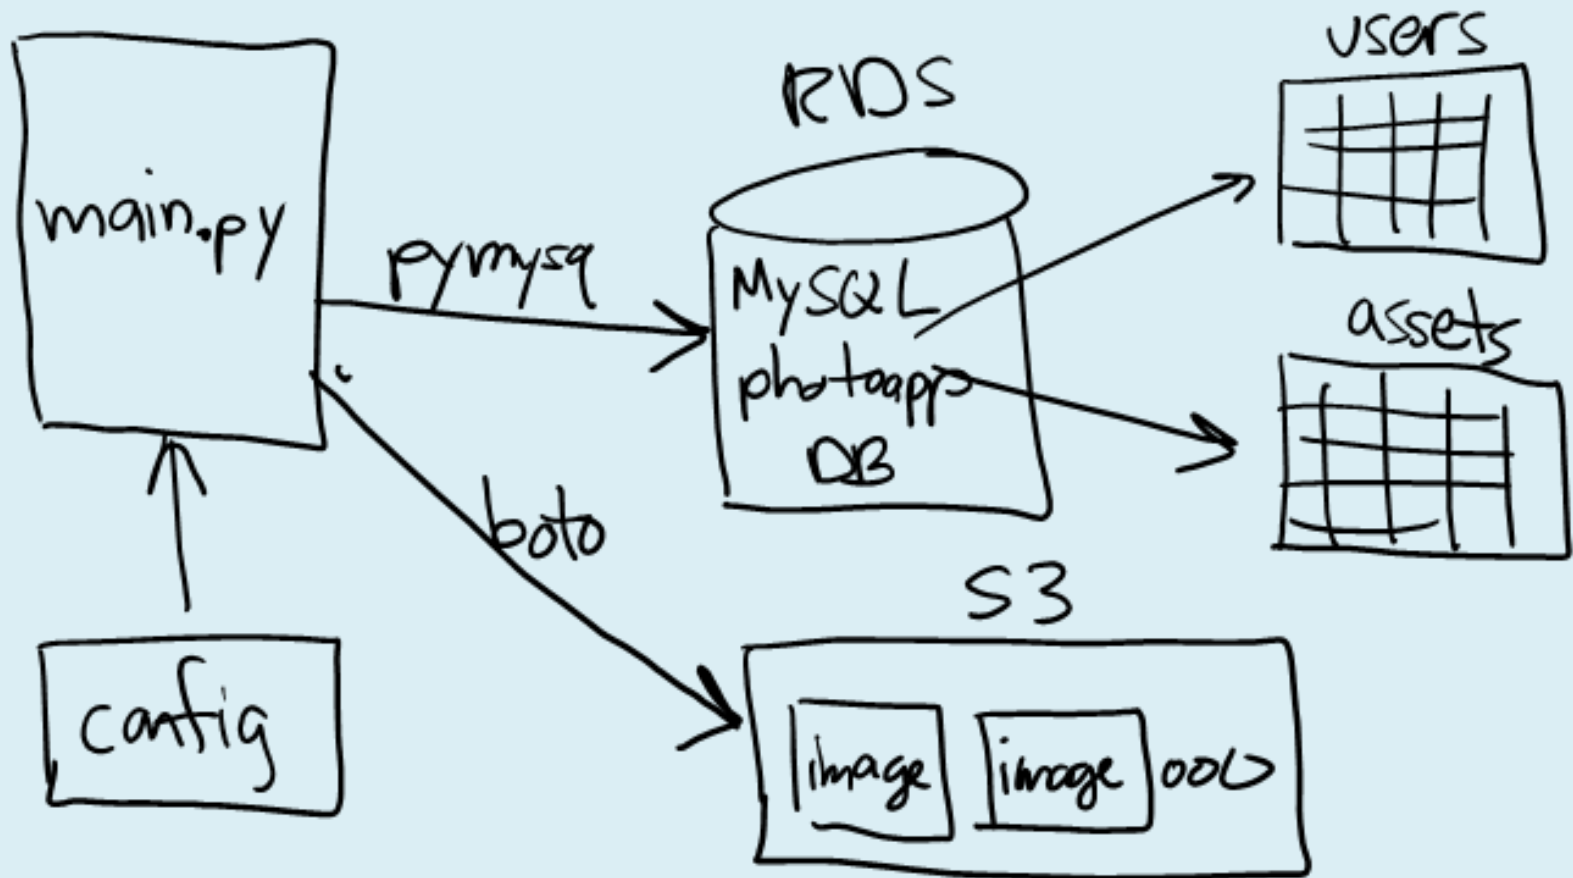 main.py
pymysq
RDS
MySQL
photoapp
DB
users
assets
boto
config
S3
image
image
ooo